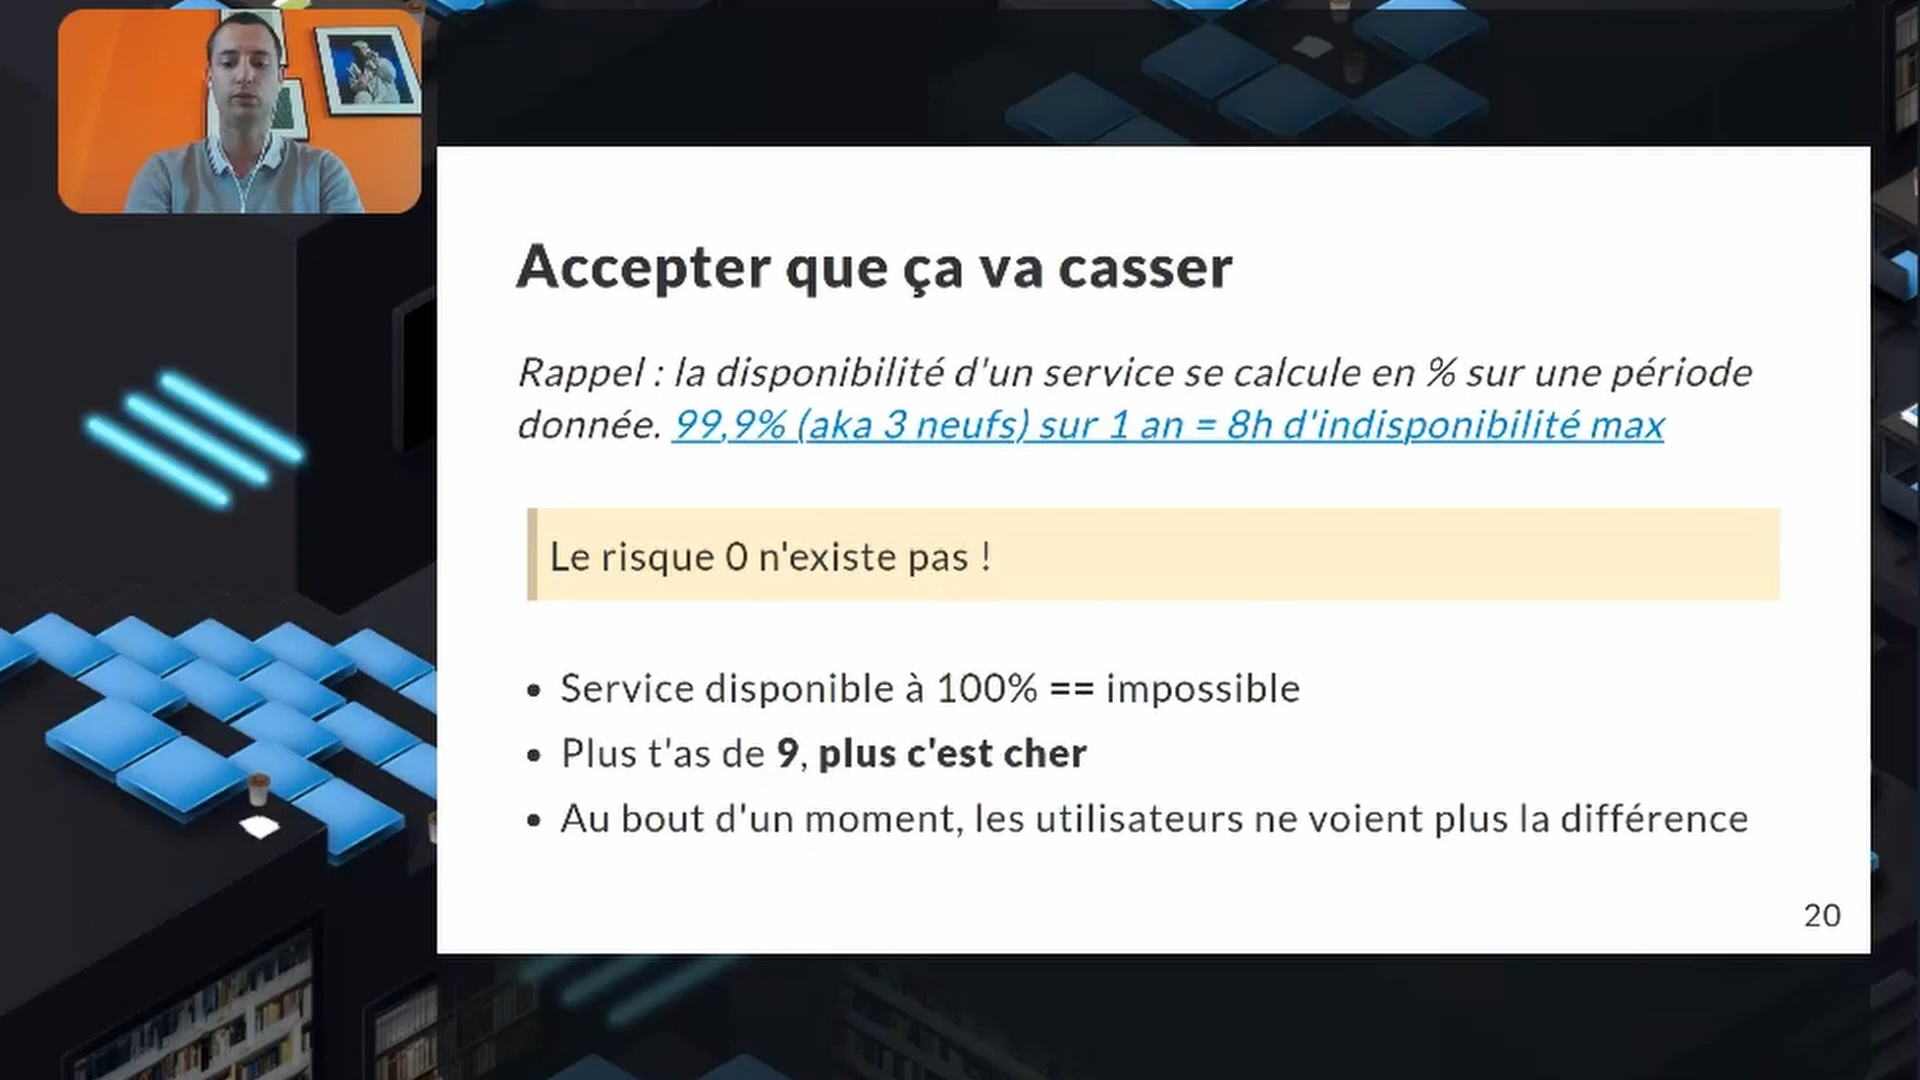 Accepter que ça va casser
Rappel : la disponibilité d'un service se calcule en % sur une période
donnée. 99,9% (aka 3 neufs) sur 1 an = 8h d'indisponibilité max
Le risque 0 n'existe pas !
• Service disponible à 100% == impossible
• Plus t'as de 9, plus c'est cher
• Au bout d'un moment, les utilisateurs ne voient plus la différence
20